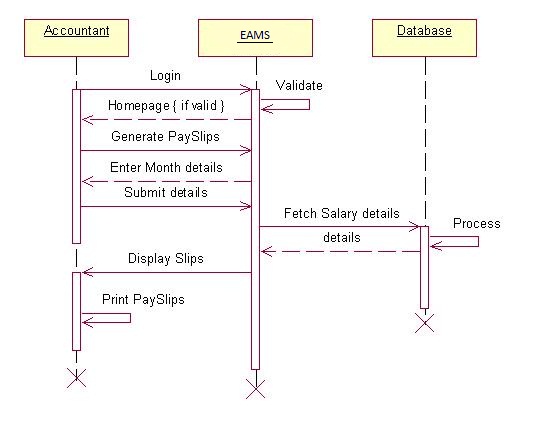 Accountant
EAMS
Database
Login
Validate
Homepage { if valid }
Generate PaySlips
Enter Month details
Submit details
Fetch Salary details
Process
details
Display Slips
Print PaySlips